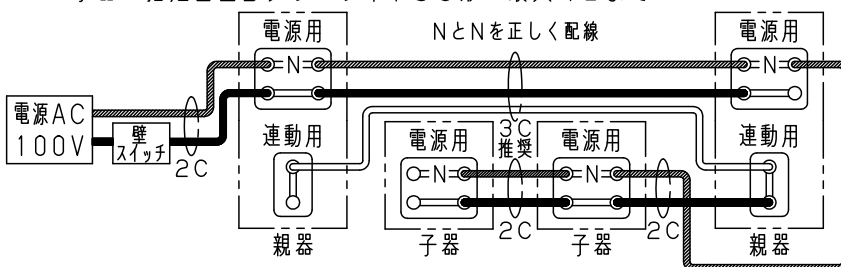 電源用
NとNを正しく配線
電源用
N
N
電源AC
100V
壁
スイッチ
2C
連動用
電源用
3C
推奨
電源用
連動用
N
N
2C
2C
親器
子器
子器
親器